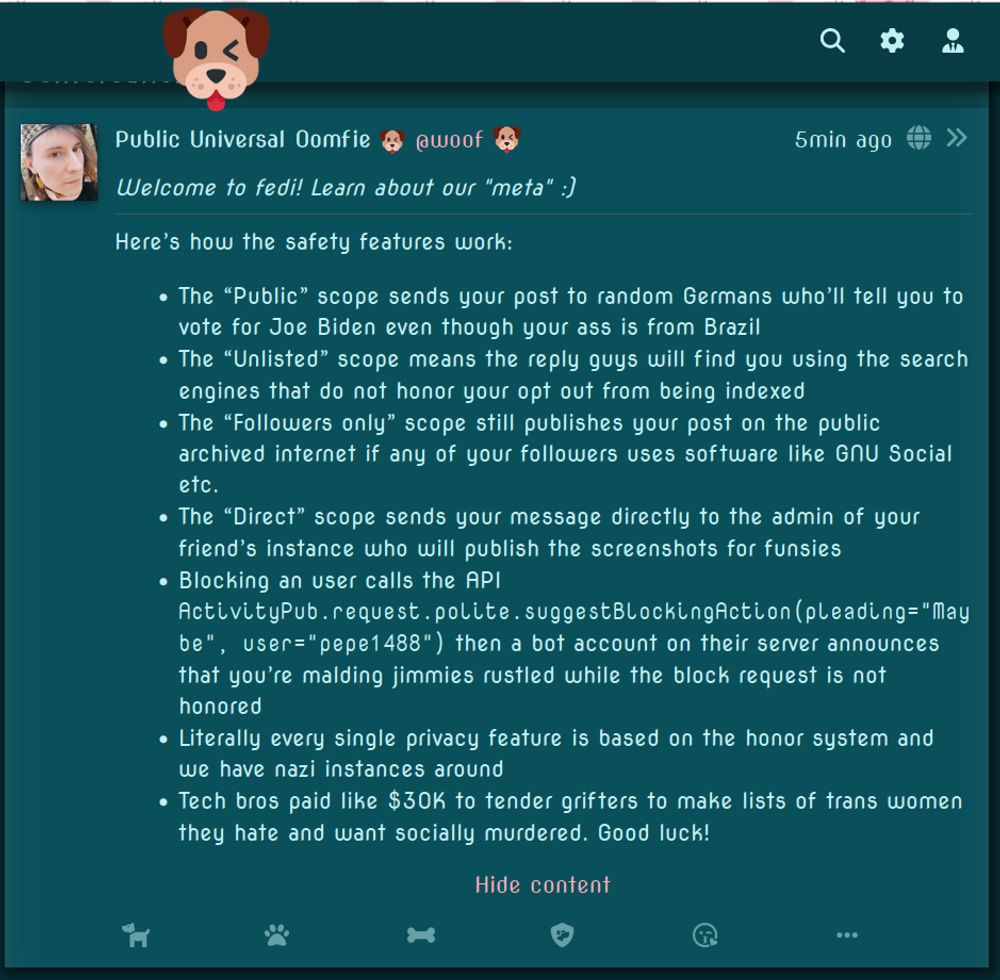 Public Universal Oomfie @woof
5min ago
Welcome to fedi! Learn about our "meta" :)
Here’s how the safety features work:
• The “Public” scope sends your post to random Germans who’ll tell you to
vote for Joe Biden even though your ass is from Brazil
• The “Unlisted” scope means the reply guys will find you using the search
engines that do not honor your opt out from being indexed
• The “Followers only” scope still publishes your post on the public
archived internet if any of your followers uses software like GNU Social
etc.
• The “Direct” scope sends your message directly to the admin of your
friend’s instance who will publish the screenshots for funsies
• Blocking an user calls the API
ActivityPub.request.polite.suggestBlockingAction(pleading="May
be", user="pepe1488") then a bot account on their server announces
that you’re malding jimmies rustled while the block request is not
honored
• Literally every single privacy feature is based on the honor system and
we have nazi instances around
• Tech bros paid like $30K to tender grifters to make lists of trans women
they hate and want socially murdered. Good luck!
Hide content